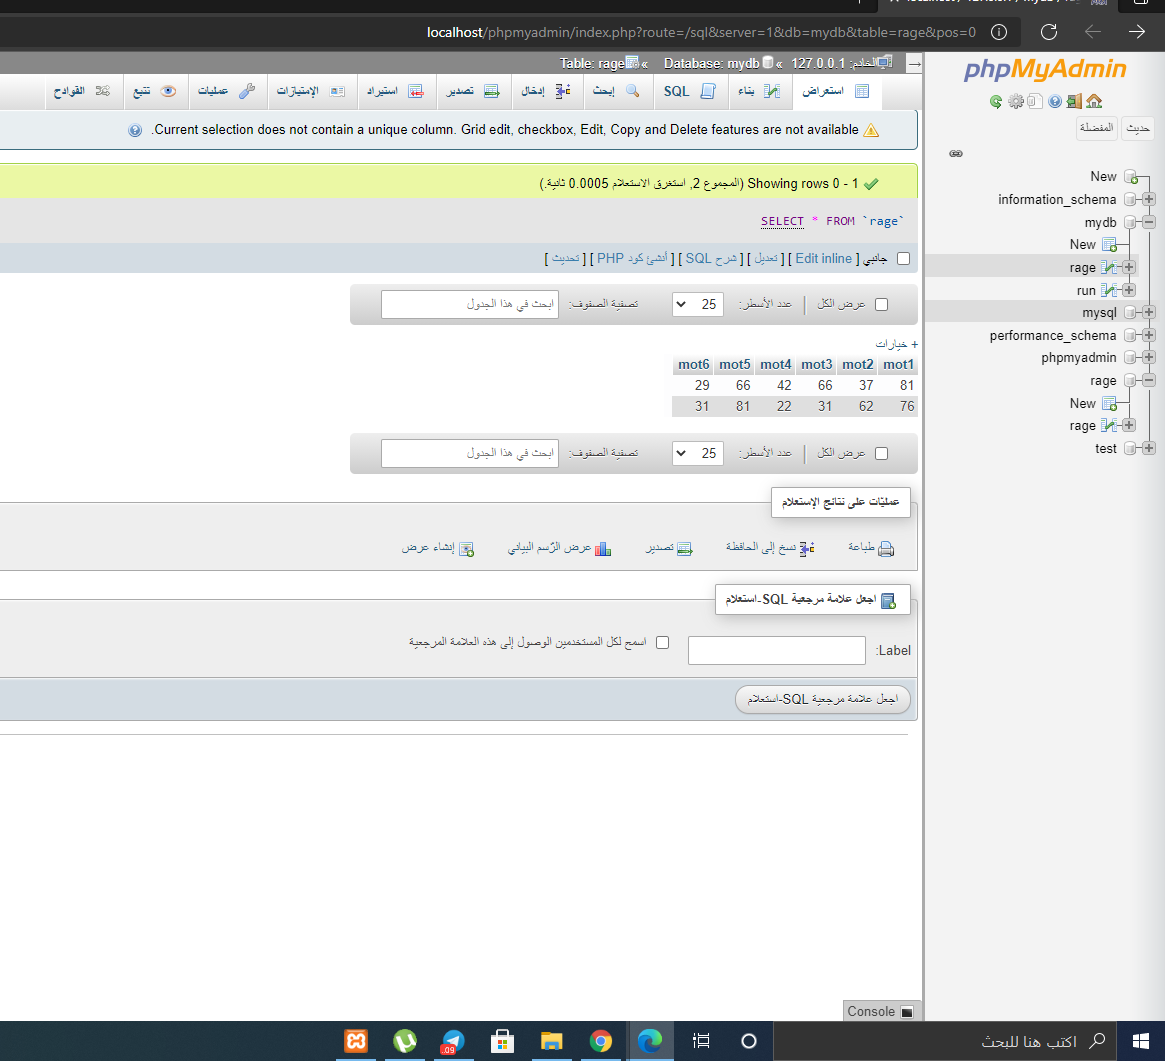 localhost/phpmyadmin/index.php?route=/sql&server=1&db=mydb&table=rage&pos=0
phpMyAdmin
حديث
المفضلة
New
information_schema
mydb
New
rage
run
mysql
performance_schema
phpmyadmin
rage
New
rage
test
الخادم: 127.0.0.1 » Database: mydb » Table: rage
استعراض بناء SQL إبحث إدخال تصدير استيراد الإمتيازات عمليات تتبع القوادح
Current selection does not contain a unique column. Grid edit, checkbox, Edit, Copy and Delete features are not available.
Showing rows 0 - 1 (المجموع 2, استغرق الاستعلام 0.0005 ثانية.)
SELECT * FROM `rage`
جانبي [ Edit inline ] [ تعديل ] [ شرح SQL ] [ أنشئ كود PHP ] [ تحديث ]
عرض الكل عدد الأسطر: 25 تصفية الصفوف: ابحث في هذا الجدول
+ خيارات
mot1 mot2 mot3 mot4 mot5 mot6
81 37 66 42 66 29
76 62 31 22 81 31
عرض الكل عدد الأسطر: 25 تصفية الصفوف: ابحث في هذا الجدول
عمليّات على نتائج الإستعلام
طباعة نسخ إلى الحافظة تصدير عرض الرّسم البياني إنشاء عرض
اجعل علامة مرجعية SQL-استعلام
Label: اسمح لكل المستخدمين الوصول إلى هذه العلامة المرجعية
اجعل علامة مرجعية SQL-استعلام
Console
اكتب هنا للبحث
.09